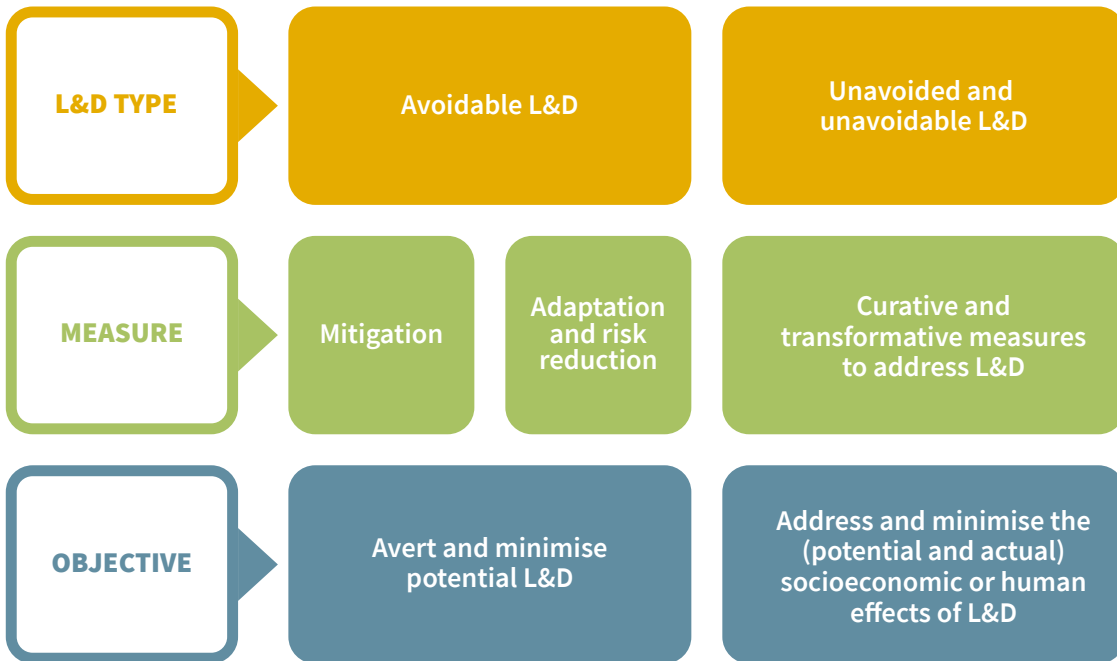 L&D TYPE
Avoidable L&D
Unavoided and
unavoidable L&D
MEASURE
Mitigation
Adaptation
and risk
reduction
Curative and
transformative measures
to address L&D
OBJECTIVE
Avert and minimise
potential L&D
Address and minimise the
(potential and actual)
socioeconomic or human
effects of L&D